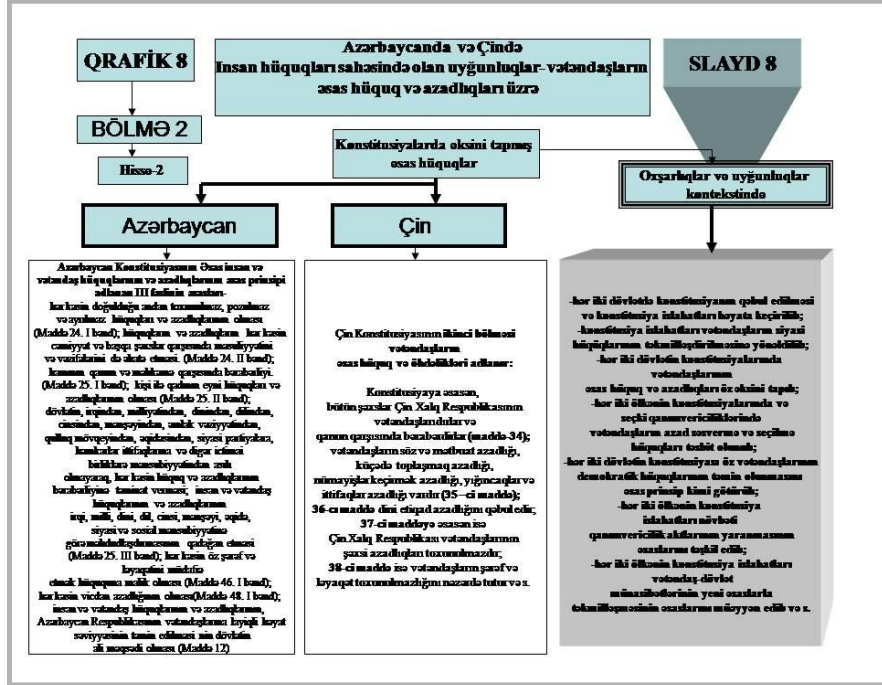 QRAFİK 8
Azərbaycanda və Çində
Insan hüquqları sahəsində olan uyğunluqlar-vətəndaşların
əsas hüquq və azadlıqları üzrə
SLAYD 8
BÖLMƏ 2
Hissə-2
Konstitusiyalarda əksini tapmış
əsas hüquqlar
Oxşarlıqlar və uyğunluqlar
kontekstində
Azərbaycan
Çin
Azərbaycan Konstitusiyasının Əsas insan və
vətəndaş hüquqlarının və azadlıqlarının əsas prinsipi
adlanan III fəslinin əsasları-
hər kəsin doğulduğu andan toxunulmaz, pozulmaz
və ayrılmaz hüquqları və azadlıqlarının olması
(Maddə 24. I bənd); hüquqların və azadlıqların hər kəsin
cəmiyyət və başqa şəxslər qarşısında məsuliyyətini
və vəzifələrini də əhatə etməsi. (Maddə 24. II bənd);
hamının qanun və məhkəmə qarşısında bərabərliyi.
(Maddə 25. I bənd); kişi ilə qadının eyni hüquqları və
azadlıqlarının olması (Maddə 25. II bənd);
dövlətin, irqindən, milliyyətindən, dinindən, dilindən,
cinsindən, mənşəyindən, əmlak vəziyyətindən,
qulluq mövqeyindən, əqidəsindən, siyasi partiyalara,
həmkarlar ittifaqlarına və digər ictimai
birliklərə mənsubiyyətindən asılı
olmayaraq, hər kəsin hüquq və azadlıqlarının
bərabərliyinə təminat verməsi; insan və vətəndaş
hüquqlarının və azadlıqlarının
irqi, milli, dini, dil, cinsi, mənşəyi, əqidə,
siyasi və sosial mənsubiyyətinə
görə məhdudlaşdırılmasının qadağan etməsi
(Maddə 25. III bənd); hər kəsin öz şərəf və
ləyaqətini müdafiə
etmək hüququna malik olması (Maddə 46. I bənd);
hər kəsin vicdan azadlığının olması(Maddə 48. I bənd);
insan və vətəndaş hüquqlarının və azadlıqlarının,
Azərbaycan Respublikasının vətəndaşlarına layiqli həyat
səviyyəsinin təmin edilməsi nin dövlətin
ali məqsədi olması (Maddə 12)
Çin Konstitusiyasının ikinci bölməsi
vətəndaşların
əsas hüquq və öhdəlikləri adlanır:
Konstitusiyaya əsasən,
bütün şəxslər Çin Xalq Respublikasının
vətəndaşlarıdırlar və
qanun qarşısında bərabərdirlər (maddə-34);
vətəndaşların söz və mətbuat azadlığı,
küçədə toplaşmaq azadlığı,
nümayişlər keçirmək azadlığı, yığıncaqlar və
ittifaqlar azadlığı vardır (35–ci maddə);
36-cı maddə dini etiqad azadlığını qəbul edir;
37-ci maddəyə əsasən isə
Çin Xalq Respublikası vətəndaşlarının
şəxsi azadlıqları toxunulmazdır;
38-ci maddə isə vətəndaşların şərəf və
ləyaqət toxunulmazlığını nəzərdə tutur və s.
-hər iki dövlətdə konstitusiyanın qəbul edilməsi
və konstitusiya islahatları həyata keçirilib;
-konstitusiya islahatları vətəndaşların siyasi
hüquqlarının təkmilləşdirilməsinə yönəldilib;
-hər iki dövlətin konstitusiyalarında
vətəndaşlarının
əsas hüquq və azadlıqları öz əksini tapıb;
-hər iki ölkənin konstitusiyalarında və
seçki qanunvericiliklərində
vətəndaşların azad səsvermə və seçilmə
hüquqları təsbit olunub;
-hər iki dövlətin konstitusiyası öz vətəndaşlarının
demokratik hüquqlarının təmin olunmasını
əsas prinsip kimi götürüb;
-hər iki ölkənin konstitusiya
islahatları növbəti
qanunvericilik aktlarının yaranmasının
əsaslarını təşkil edib;
-hər iki ölkənin konstitusiya islahatları
vətəndaş-dövlət
münasibətlərinin yeni əsaslarla
təkmilləşməsinin əsaslarını müəyyən edib və s.